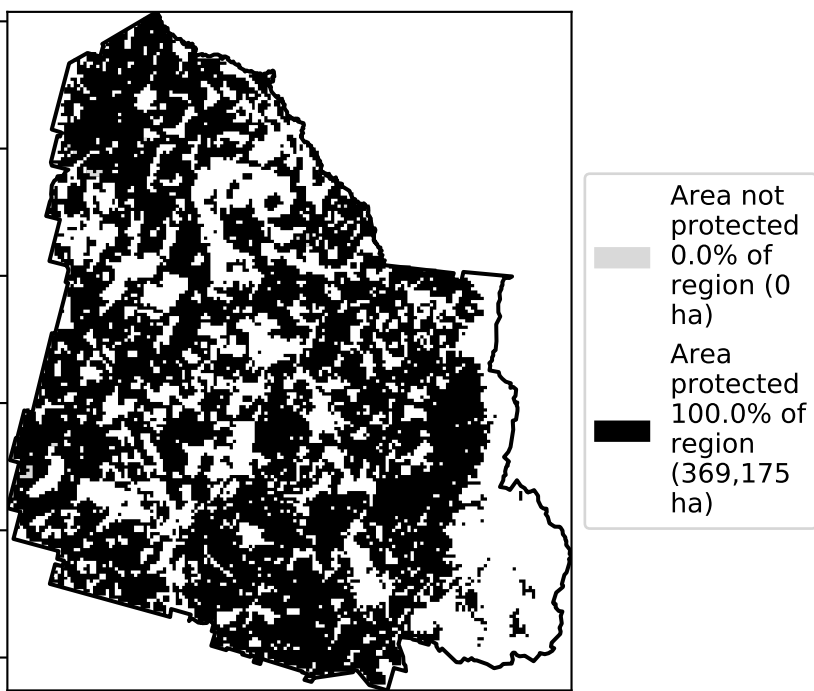 Area not
protected
0.0% of
region (0
ha)
Area
protected
100.0% of
region
(369,175
ha)